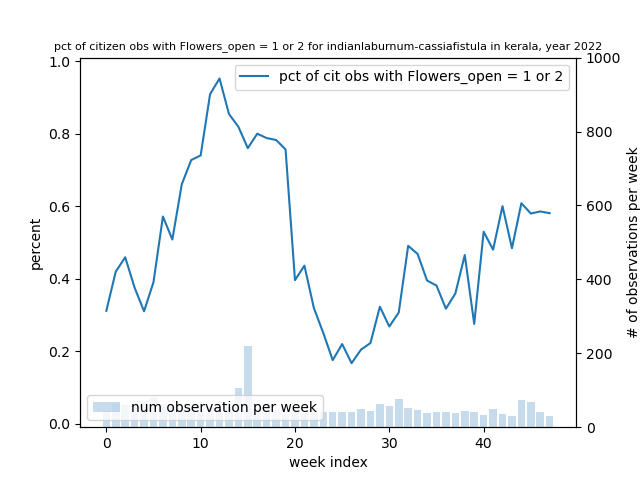 pct of citizen obs with Flowers_open = 1 or 2 for indianlaburnum-cassiafistula in kerala, year 2022
pct of cit obs with Flowers_open = 1 or 2
num observation per week
1.0
0.8
0.6
0.4
0.2
0.0
percent
0 10 20 30 40
week index
1000
800
600
400
200
0
# of observations per week